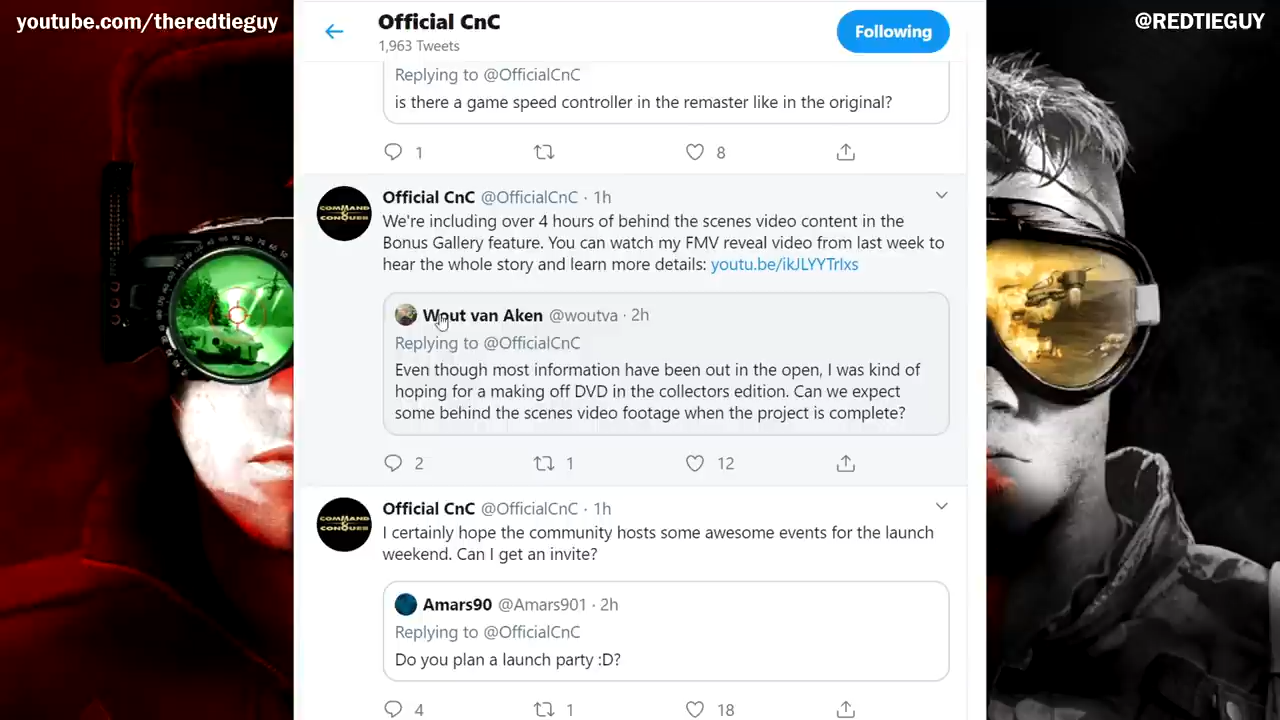 youtube.com/theredtieguy
@REDTIEGUY
Official CnC
1,963 Tweets
Following
Replying to @OfficialCnC
is there a game speed controller in the remaster like in the original?
1
8
Official CnC @OfficialCnC · 1h
We're including over 4 hours of behind the scenes video content in the
Bonus Gallery feature. You can watch my FMV reveal video from last week to
hear the whole story and learn more details: youtu.be/ikJLYYTrlxs
COMMAND & CONQUER
Wout van Aken @woutva · 2h
Replying to @OfficialCnC
Even though most information have been out in the open, I was kind of
hoping for a making off DVD in the collectors edition. Can we expect
some behind the scenes video footage when the project is complete?
2
1
12
Official CnC @OfficialCnC · 1h
I certainly hope the community hosts some awesome events for the launch
weekend. Can I get an invite?
COMMAND & CONQUER
Amars90 @Amars901 · 2h
Replying to @OfficialCnC
Do you plan a launch party :D?
4
1
18